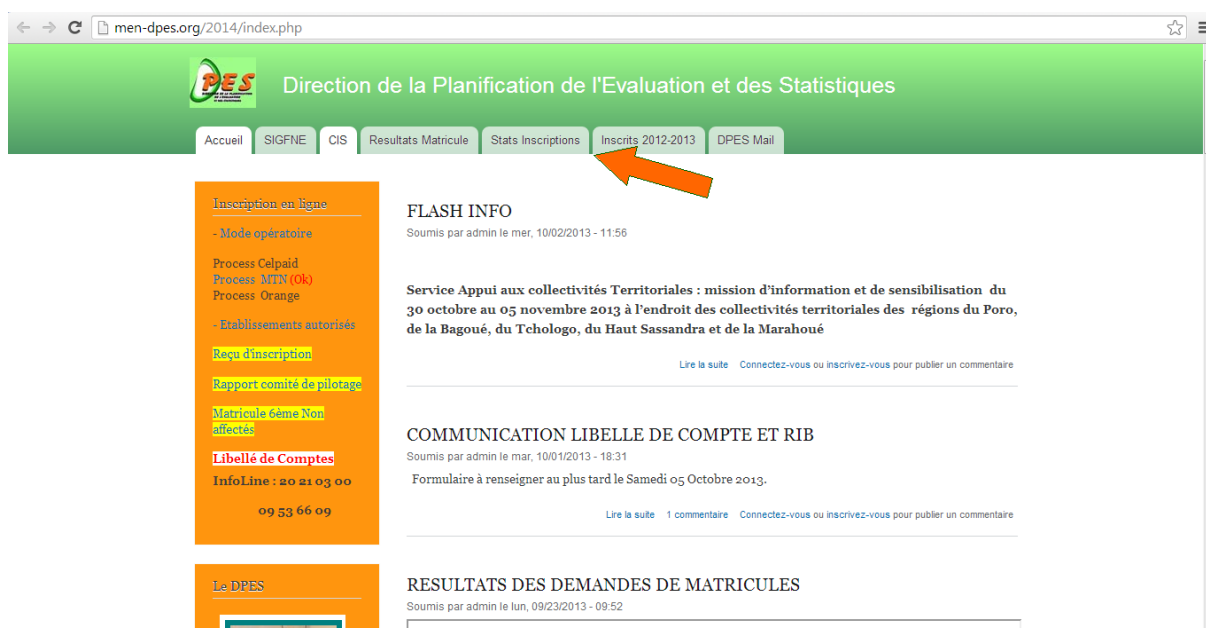 men-dpes.org/2014/index.php
DPES
Direction de la Planification de l'Evaluation et des Statistiques
Accueil SIGFNE CIS Resultats Matricule Stats Inscriptions Inscrits 2012-2013 DPES Mail
Inscription en ligne
- Mode opératoire
Process Celpaid
Process MTN (Ok)
Process Orange
- Etablissements autorisés
Reçu d'inscription
Rapport comité de pilotage
Matricule 6ème Non
affectés
Libellé de Comptes
InfoLine : 20 21 03 00
09 53 66 09
Le DPES
FLASH INFO
Soumis par admin le mer, 10/02/2013 - 11:56
Service Appui aux collectivités Territoriales : mission d'information et de sensibilisation du
30 octobre au 05 novembre 2013 à l'endroit des collectivités territoriales des régions du Poro,
de la Bagoué, du Tchologo, du Haut Sassandra et de la Marahoué
Lire la suite Connectez-vous ou inscrivez-vous pour publier un commentaire
COMMUNICATION LIBELLE DE COMPTE ET RIB
Soumis par admin le mar, 10/01/2013 - 18:31
Formulaire à renseigner au plus tard le Samedi 05 Octobre 2013.
Lire la suite 1 commentaire Connectez-vous ou inscrivez-vous pour publier un commentaire
RESULTATS DES DEMANDES DE MATRICULES
Soumis par admin le lun, 09/23/2013 - 09:52